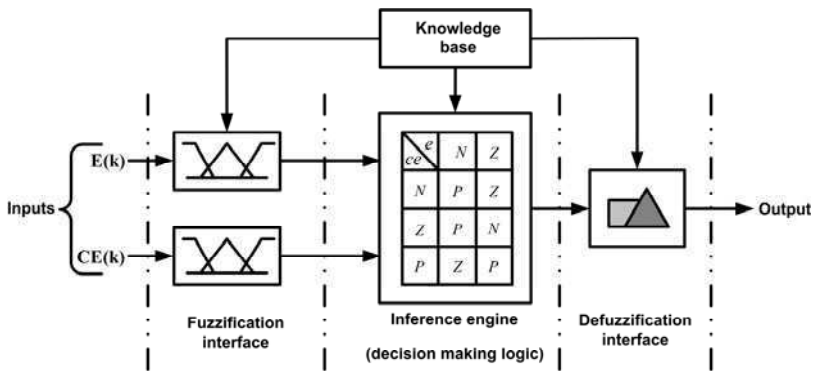 Knowledge
base
E(k)
Inputs
CE(k)
e
ce
N Z
N P Z
Z P N
P Z P
Output
Fuzzification
interface
Inference engine
(decision making logic)
Defuzzification
interface